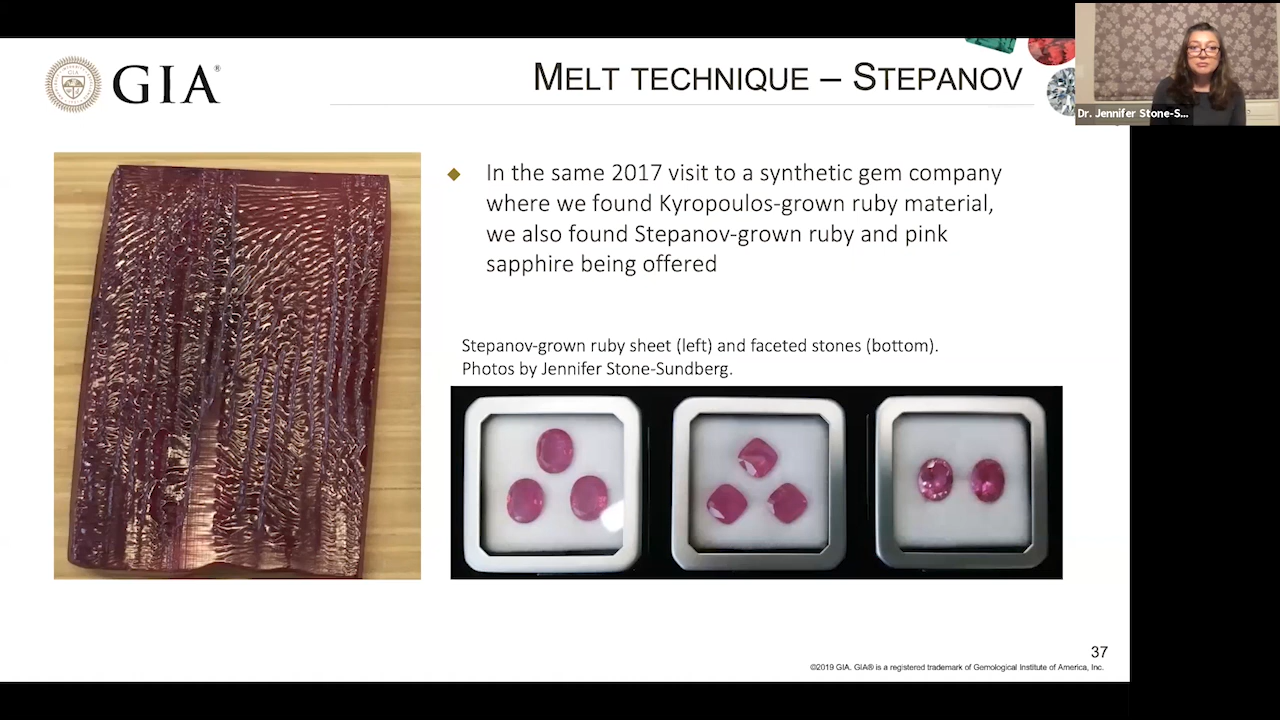 GIA®
MELT TECHNIQUE – STEPANOV
Dr. Jennifer Stone-S...
◆ In the same 2017 visit to a synthetic gem company
where we found Kyropoulos-grown ruby material,
we also found Stepanov-grown ruby and pink
sapphire being offered
Stepanov-grown ruby sheet (left) and faceted stones (bottom).
Photos by Jennifer Stone-Sundberg.
37
©2019 GIA. GIA® is a registered trademark of Gemological Institute of America, Inc.